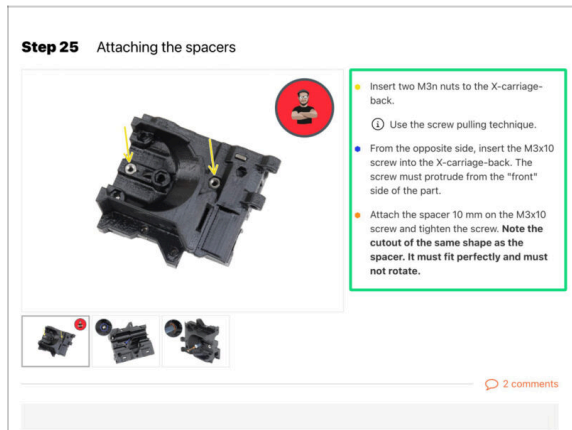 Step 25 Attaching the spacers
Insert two M3n nuts to the X-carriage-
back.
Use the screw pulling technique.
From the opposite side, insert the M3x10
screw into the X-carriage-back. The
screw must protrude from the "front"
side of the part.
Attach the spacer 10 mm on the M3x10
screw and tighten the screw. Note the
cutout of the same shape as the
spacer. It must fit perfectly and must
not rotate.
2 comments